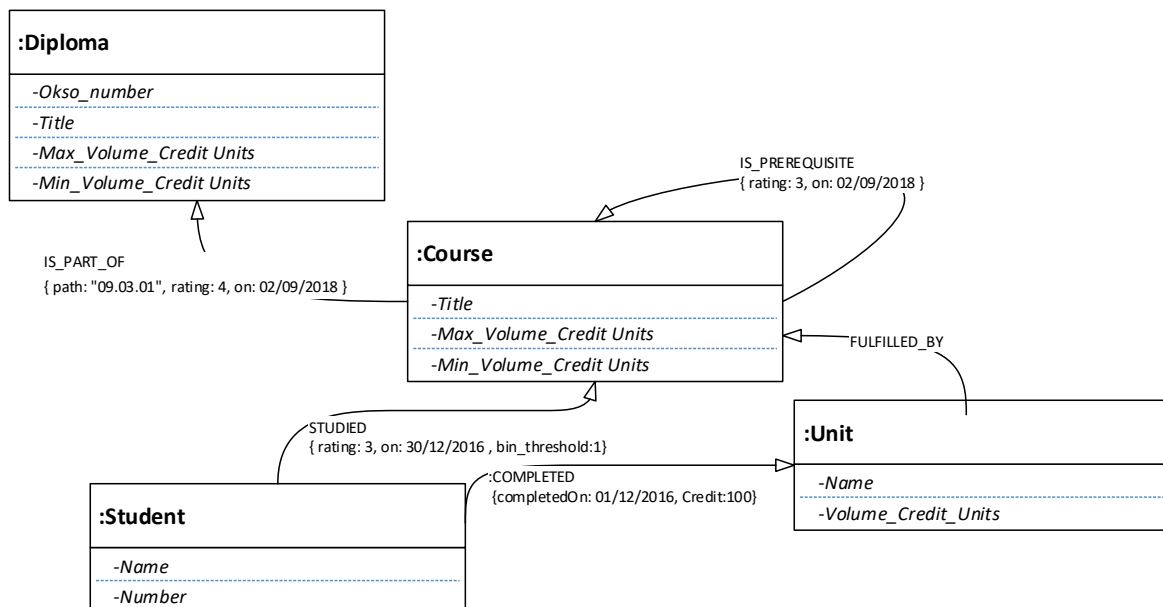 :Diploma
-Okso_number
-Title
-Max_Volume_Credit Units
-Min_Volume_Credit Units
IS_PREREQUISITE
{ rating: 3, on: 02/09/2018 }
IS_PART_OF
{ path: "09.03.01", rating: 4, on: 02/09/2018 }
:Course
-Title
-Max_Volume_Credit Units
-Min_Volume_Credit Units
FULFILLED_BY
STUDIED
{ rating: 3, on: 30/12/2016 , bin_threshold:1}
:COMPLETED
{completedOn: 01/12/2016, Credit:100}
:Unit
-Name
-Volume_Credit_Units
:Student
-Name
-Number